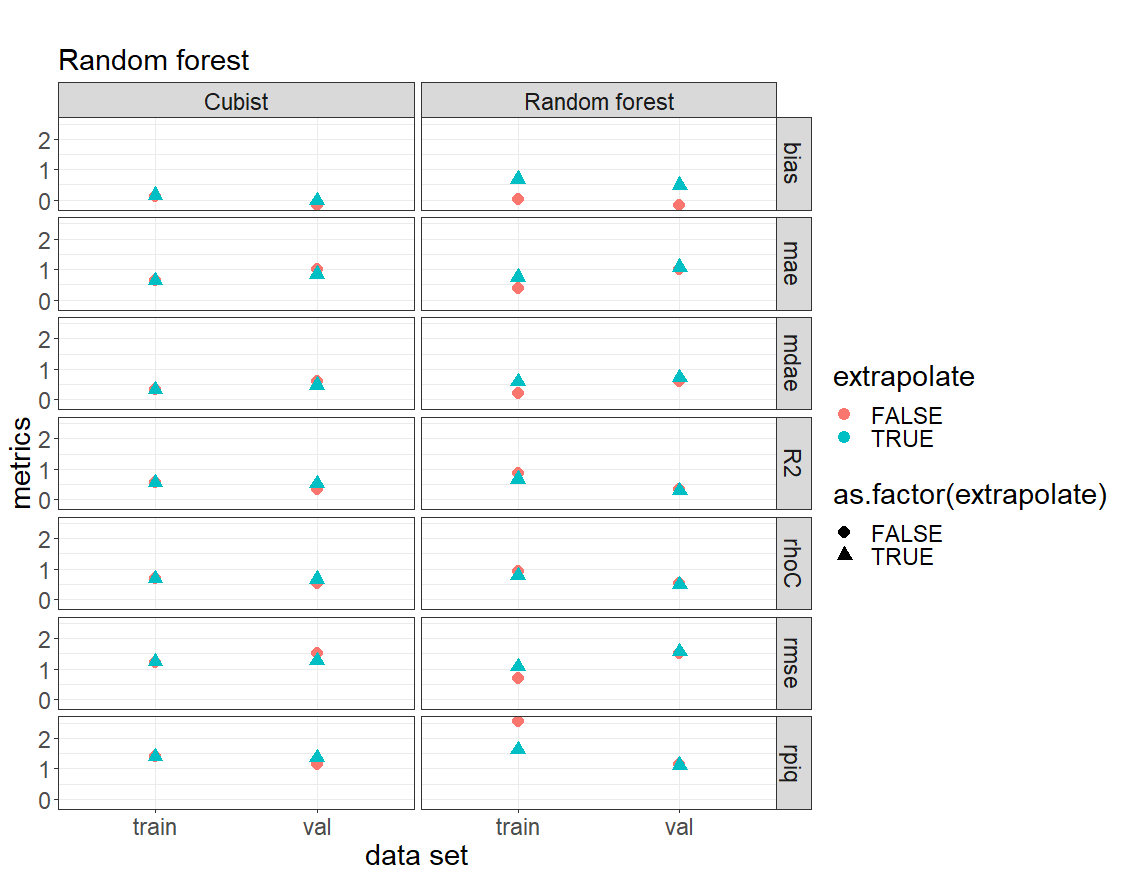 Random forest
Cubist
Random forest
metrics
2
1
0
bias
2
1
0
mae
2
1
0
mdae
2
1
0
R2
2
1
0
rhoC
2
1
0
rmse
2
1
0
rpiq
train
val
train
val
data set
extrapolate
FALSE
TRUE
as.factor(extrapolate)
FALSE
TRUE